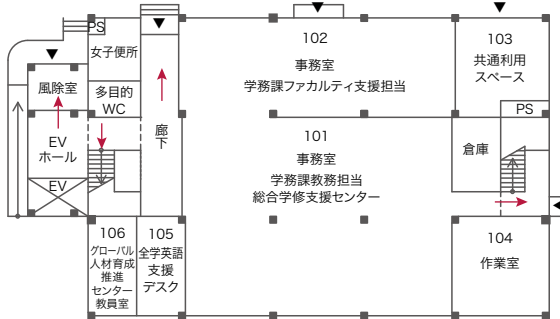 PS
女子便所
102
事務室
学務課ファカルティ支援担当
103
共通利用
スペース
風除室
多目的
WC
PS
EV
ホール
廊下
101
事務室
学務課教務担当
総合学修支援センター
倉庫
EV
106
グローバル
人材育成
推進
センター
教員室
105
全学英語
支援
デスク
104
作業室